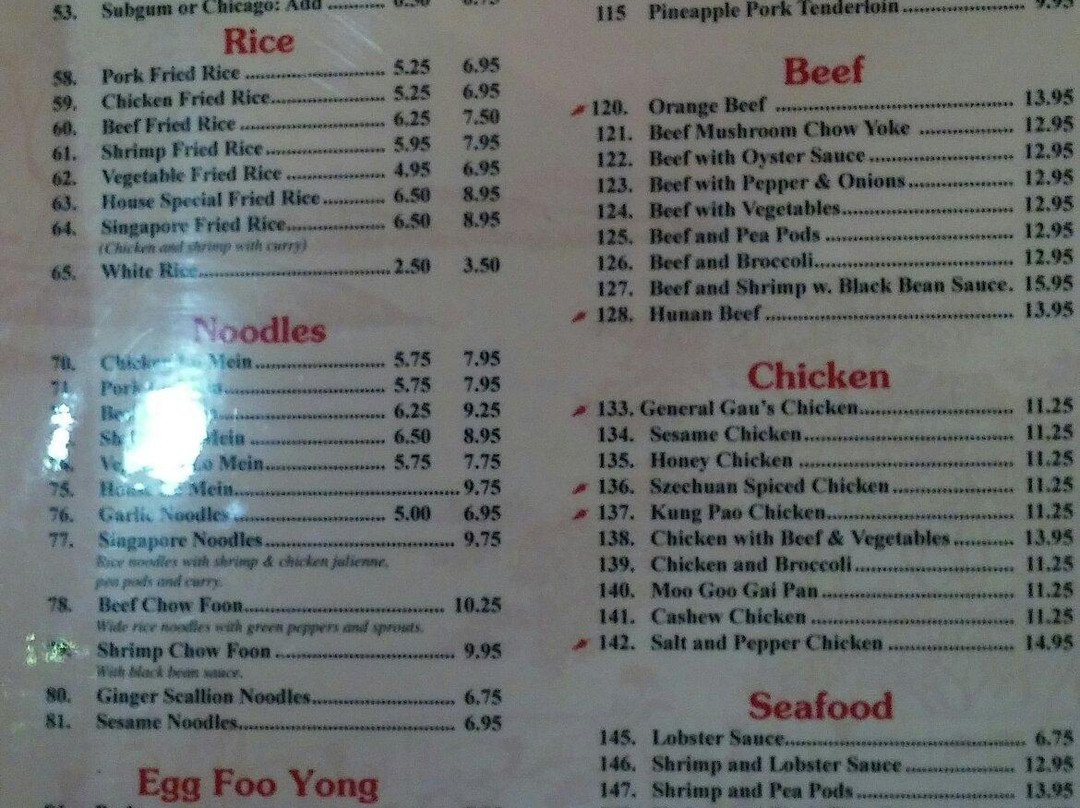 53. Subgum or Chicago: Add
Rice
58. Pork Fried Rice 5.25 6.95
59. Chicken Fried Rice 5.25 6.95
60. Beef Fried Rice 6.25 7.50
61. Shrimp Fried Rice 5.95 7.95
62. Vegetable Fried Rice 4.95 6.95
63. House Special Fried Rice 6.50 8.95
64. Singapore Fried Rice 6.50 8.95
(Chicken and shrimp with curry)
65. White Rice 2.50 3.50
Noodles
70. Chicken Lo Mein 5.75 7.95
71. Pork 5.75 7.95
6.25 9.25
Mein 6.50 8.95
Lo Mein 5.75 7.75
75. House Lo Mein 9.75
76. Garlic Noodles 5.00 6.95
77. Singapore Noodles 9.75
Rice noodles with shrimp & chicken julienne,
pea pods and curry.
78. Beef Chow Foon 10.25
Wide rice noodles with green peppers and sprouts.
Shrimp Chow Foon 9.95
With black bean sauce.
80. Ginger Scallion Noodles 6.75
81. Sesame Noodles 6.95
Egg Foo Yong
115 Pineapple Pork Tenderloin 9.95
Beef
120. Orange Beef 13.95
121. Beef Mushroom Chow Yoke 12.95
122. Beef with Oyster Sauce 12.95
123. Beef with Pepper & Onions 12.95
124. Beef with Vegetables 12.95
125. Beef and Pea Pods 12.95
126. Beef and Broccoli 12.95
127. Beef and Shrimp w. Black Bean Sauce. 15.95
128. Hunan Beef 13.95
Chicken
133. General Gau's Chicken 11.25
134. Sesame Chicken 11.25
135. Honey Chicken 11.25
136. Szechuan Spiced Chicken 11.25
137. Kung Pao Chicken 11.25
138. Chicken with Beef & Vegetables 13.95
139. Chicken and Broccoli 11.25
140. Moo Goo Gai Pan 11.25
141. Cashew Chicken 11.25
142. Salt and Pepper Chicken 14.95
Seafood
145. Lobster Sauce 6.75
146. Shrimp and Lobster Sauce 12.95
147. Shrimp and Pea Pods 13.95